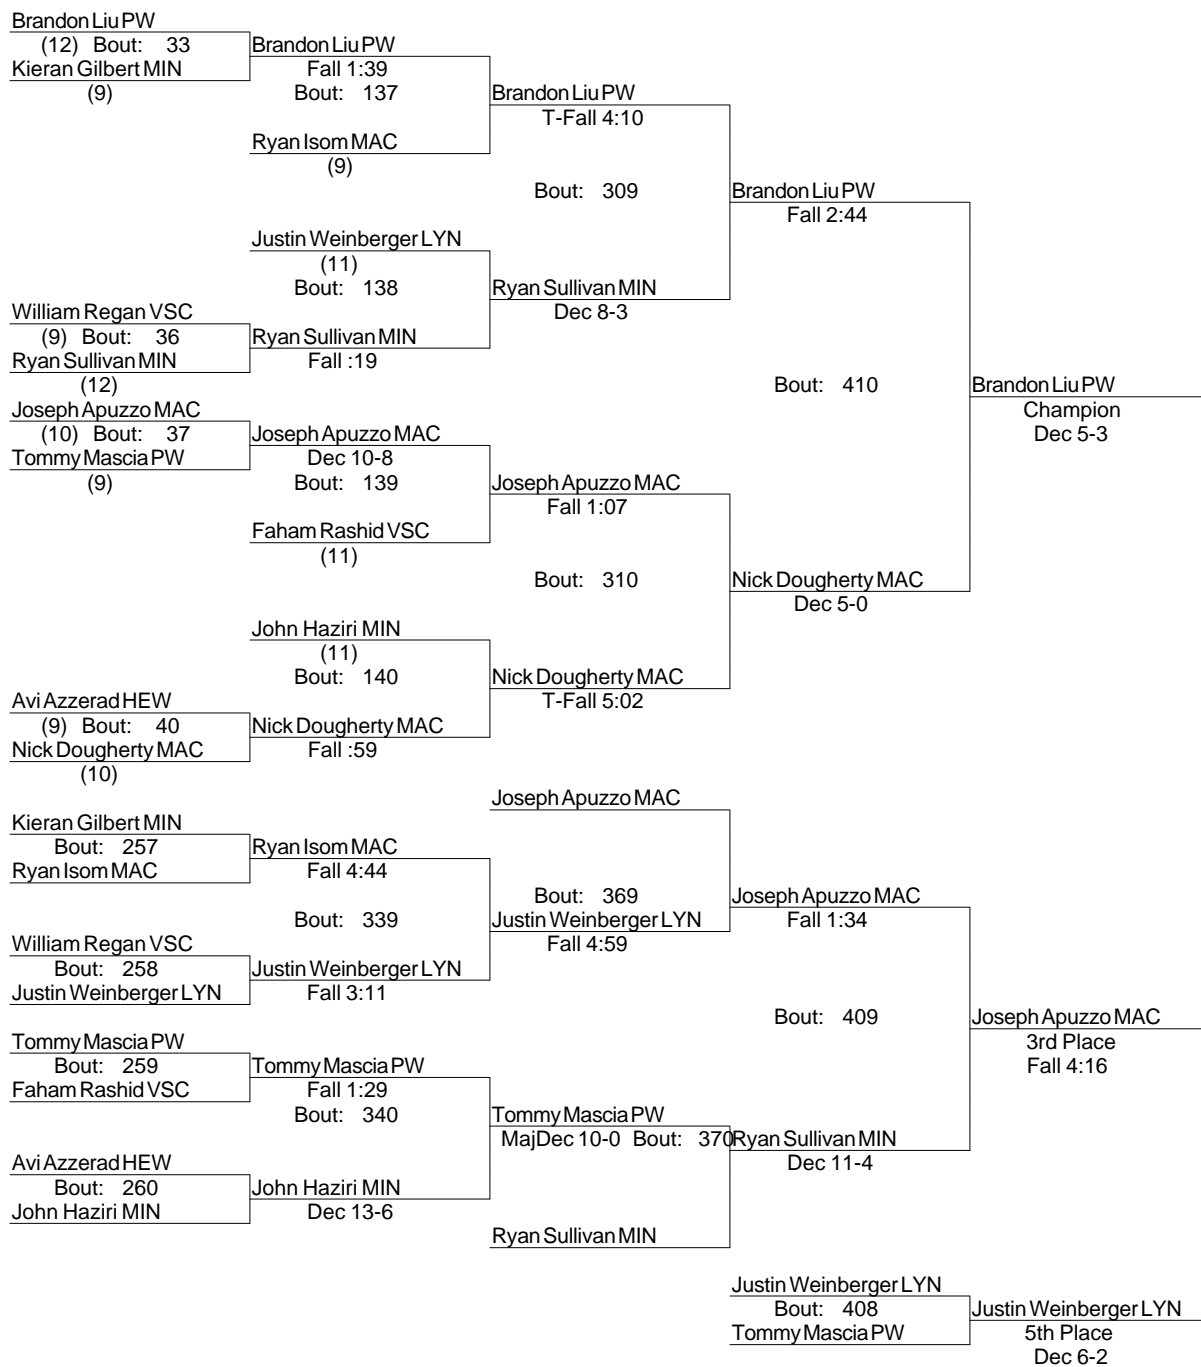 Brandon Liu PW
(12) Bout: 33
Brandon Liu PW
Kieran Gilbert MIN
Fall 1:39
(9)
Bout: 137
Brandon Liu PW
T-Fall 4:10
Ryan Isom MAC
(9)
Bout: 309
Brandon Liu PW
Fall 2:44
Justin Weinberger LYN
(11)
Bout: 138
Ryan Sullivan MIN
William Regan VSC
Dec 8-3
(9) Bout: 36
Ryan Sullivan MIN
Ryan Sullivan MIN
Fall :19
(12)
Bout: 410
Brandon Liu PW
Joseph Apuzzo MAC
Champion
(10) Bout: 37
Joseph Apuzzo MAC
Dec 5-3
Tommy Mascia PW
Dec 10-8
(9)
Bout: 139
Joseph Apuzzo MAC
Fall 1:07
Faham Rashid VSC
(11)
Bout: 310
Nick Dougherty MAC
Dec 5-0
John Haziri MIN
(11)
Bout: 140
Nick Dougherty MAC
Avi Azzerad HEW
T-Fall 5:02
(9) Bout: 40
Nick Dougherty MAC
Nick Dougherty MAC
Fall :59
(10)
Joseph Apuzzo MAC
Kieran Gilbert MIN
Bout: 257
Ryan Isom MAC
Ryan Isom MAC
Fall 4:44
Bout: 369
Joseph Apuzzo MAC
Bout: 339
Justin Weinberger LYN
Fall 1:34
William Regan VSC
Fall 4:59
Bout: 258
Justin Weinberger LYN
Justin Weinberger LYN
Fall 3:11
Bout: 409
Joseph Apuzzo MAC
Tommy Mascia PW
3rd Place
Bout: 259
Tommy Mascia PW
Fall 4:16
Faham Rashid VSC
Fall 1:29
Bout: 340
Tommy Mascia PW
MajDec 10-0 Bout: 370
Ryan Sullivan MIN
Avi Azzerad HEW
Dec 11-4
Bout: 260
John Haziri MIN
John Haziri MIN
Dec 13-6
Ryan Sullivan MIN
Justin Weinberger LYN
Bout: 408
Justin Weinberger LYN
Tommy Mascia PW
5th Place
Dec 6-2